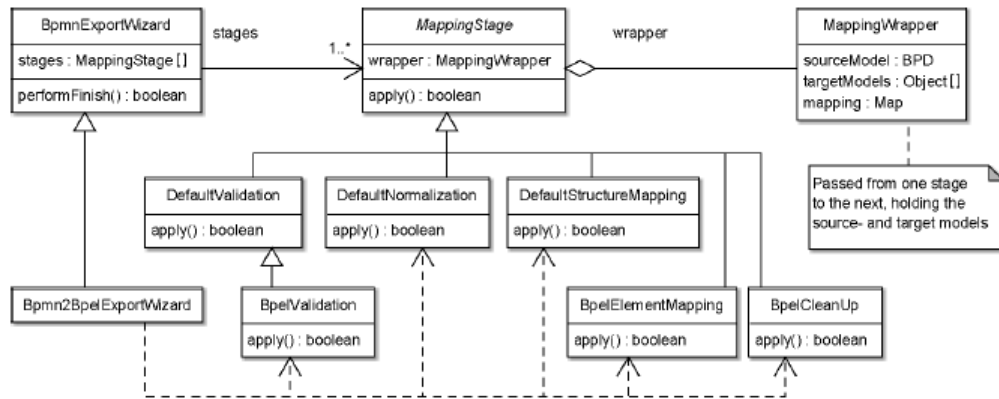 BpmnExportWizard
stages : MappingStage[]
performFinish() : boolean
stages
1..*
MappingStage
wrapper : MappingWrapper
apply() : boolean
wrapper
MappingWrapper
sourceModel : BPD
targetModels : Object[]
mapping : Map
Passed from one stage
to the next, holding the
source- and target models
DefaultValidation
apply() : boolean
DefaultNormalization
apply() : boolean
DefaultStructureMapping
apply() : boolean
Bpmn2BpelExportWizard
BpelValidation
apply() : boolean
BpelElementMapping
apply() : boolean
BpelCleanUp
apply() : boolean